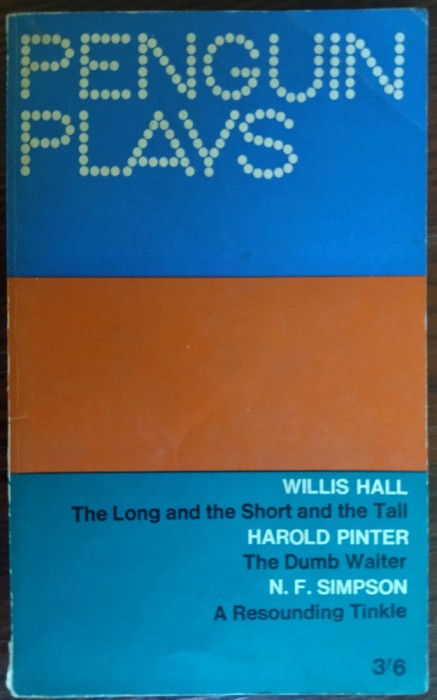 PENGUIN
PLAYS
WILLIS HALL
The Long and the Short and the Tall
HAROLD PINTER
The Dumb Waiter
N. F. SIMPSON
A Resounding Tinkle
3/6